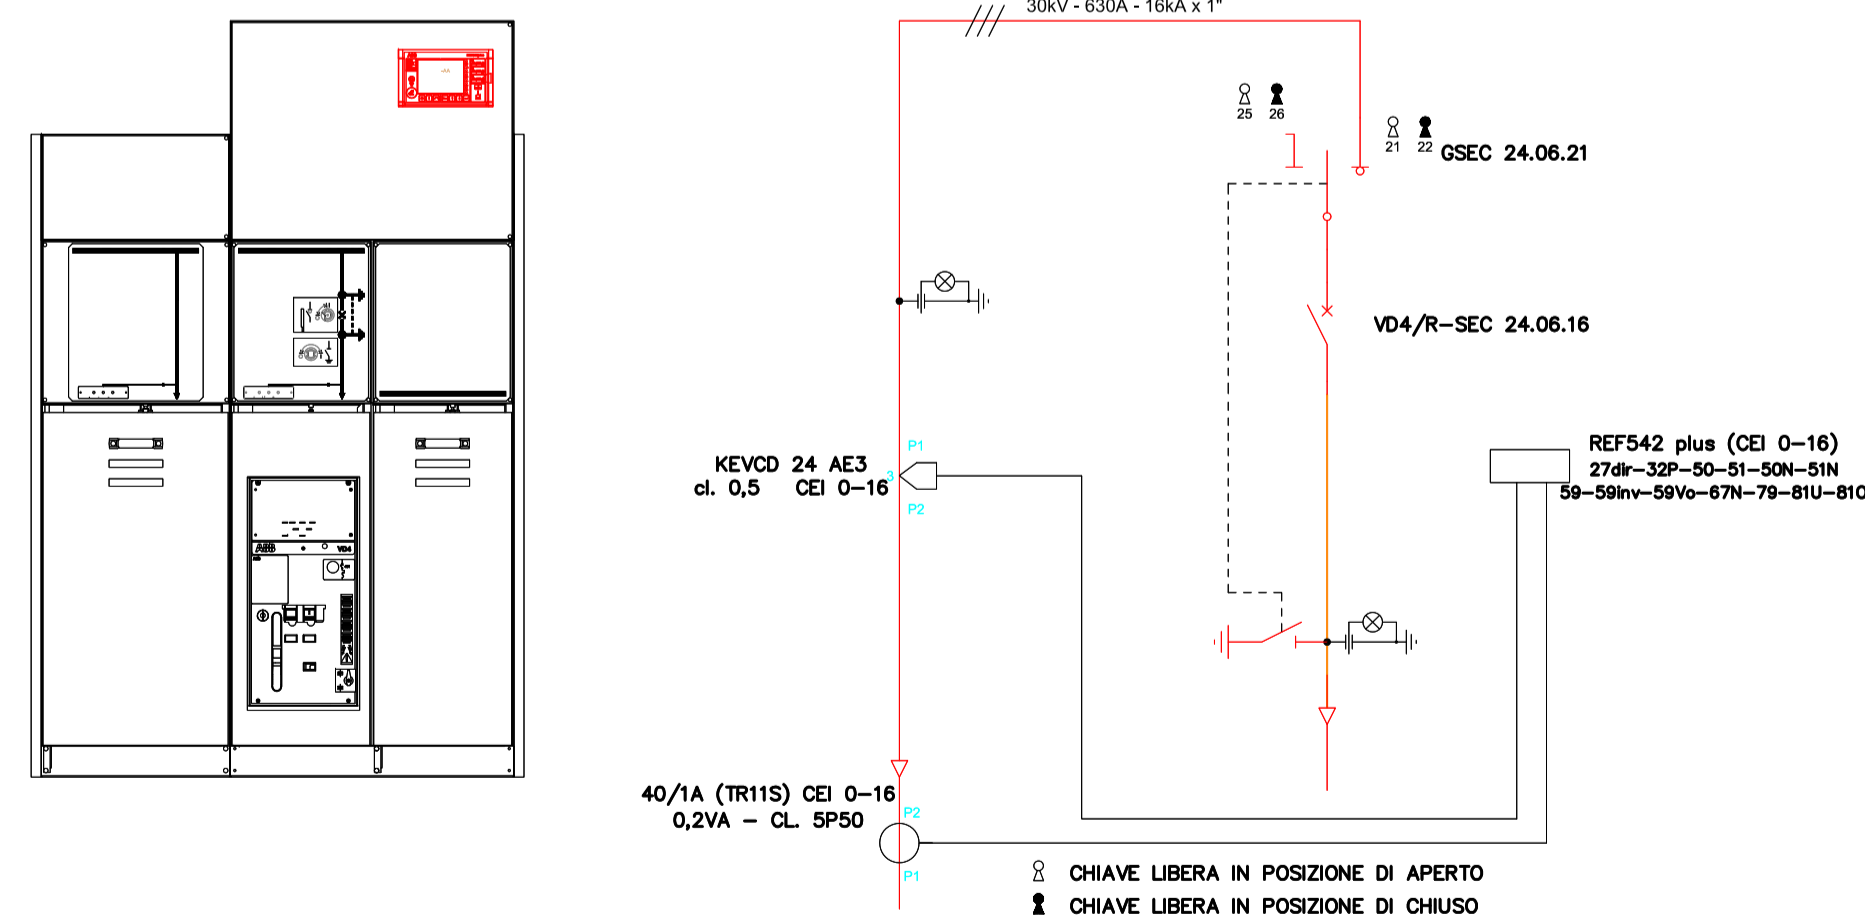 30kV - 630A - 16kA x 1"
25 26
21 22
GSEC 24.06.21
VD4/R-SEC 24.06.16
P1
KEVCD 24 AE3
3
cl. 0,5 CEI 0-16
P2
REF542 plus (CEI 0-16)
27dir-32P-50-51-50N-51N
59-59inv-59Vo-67N-79-81U-81O
ABB VD4
40/1A (TR11S) CEI 0-16
0,2VA - CL. 5P50
P2
P1
CHIAVE LIBERA IN POSIZIONE DI APERTO
CHIAVE LIBERA IN POSIZIONE DI CHIUSO